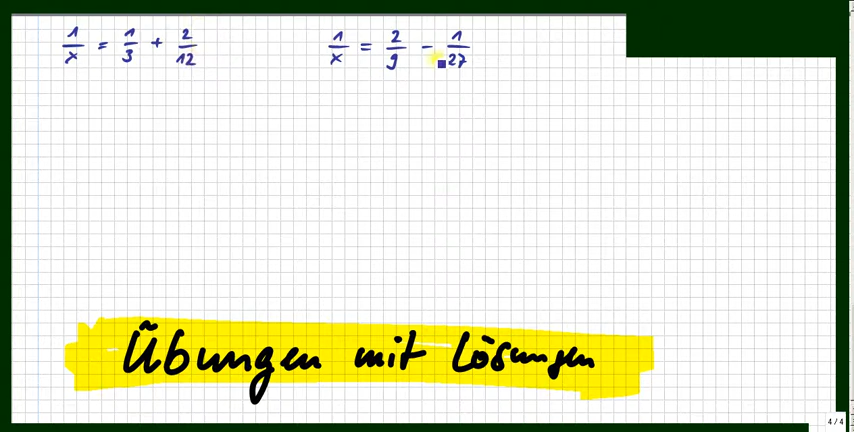 1/x = 1/3 + 2/12
1/x = 2/9 - 1/27
Übungen mit Lösungen
4/4